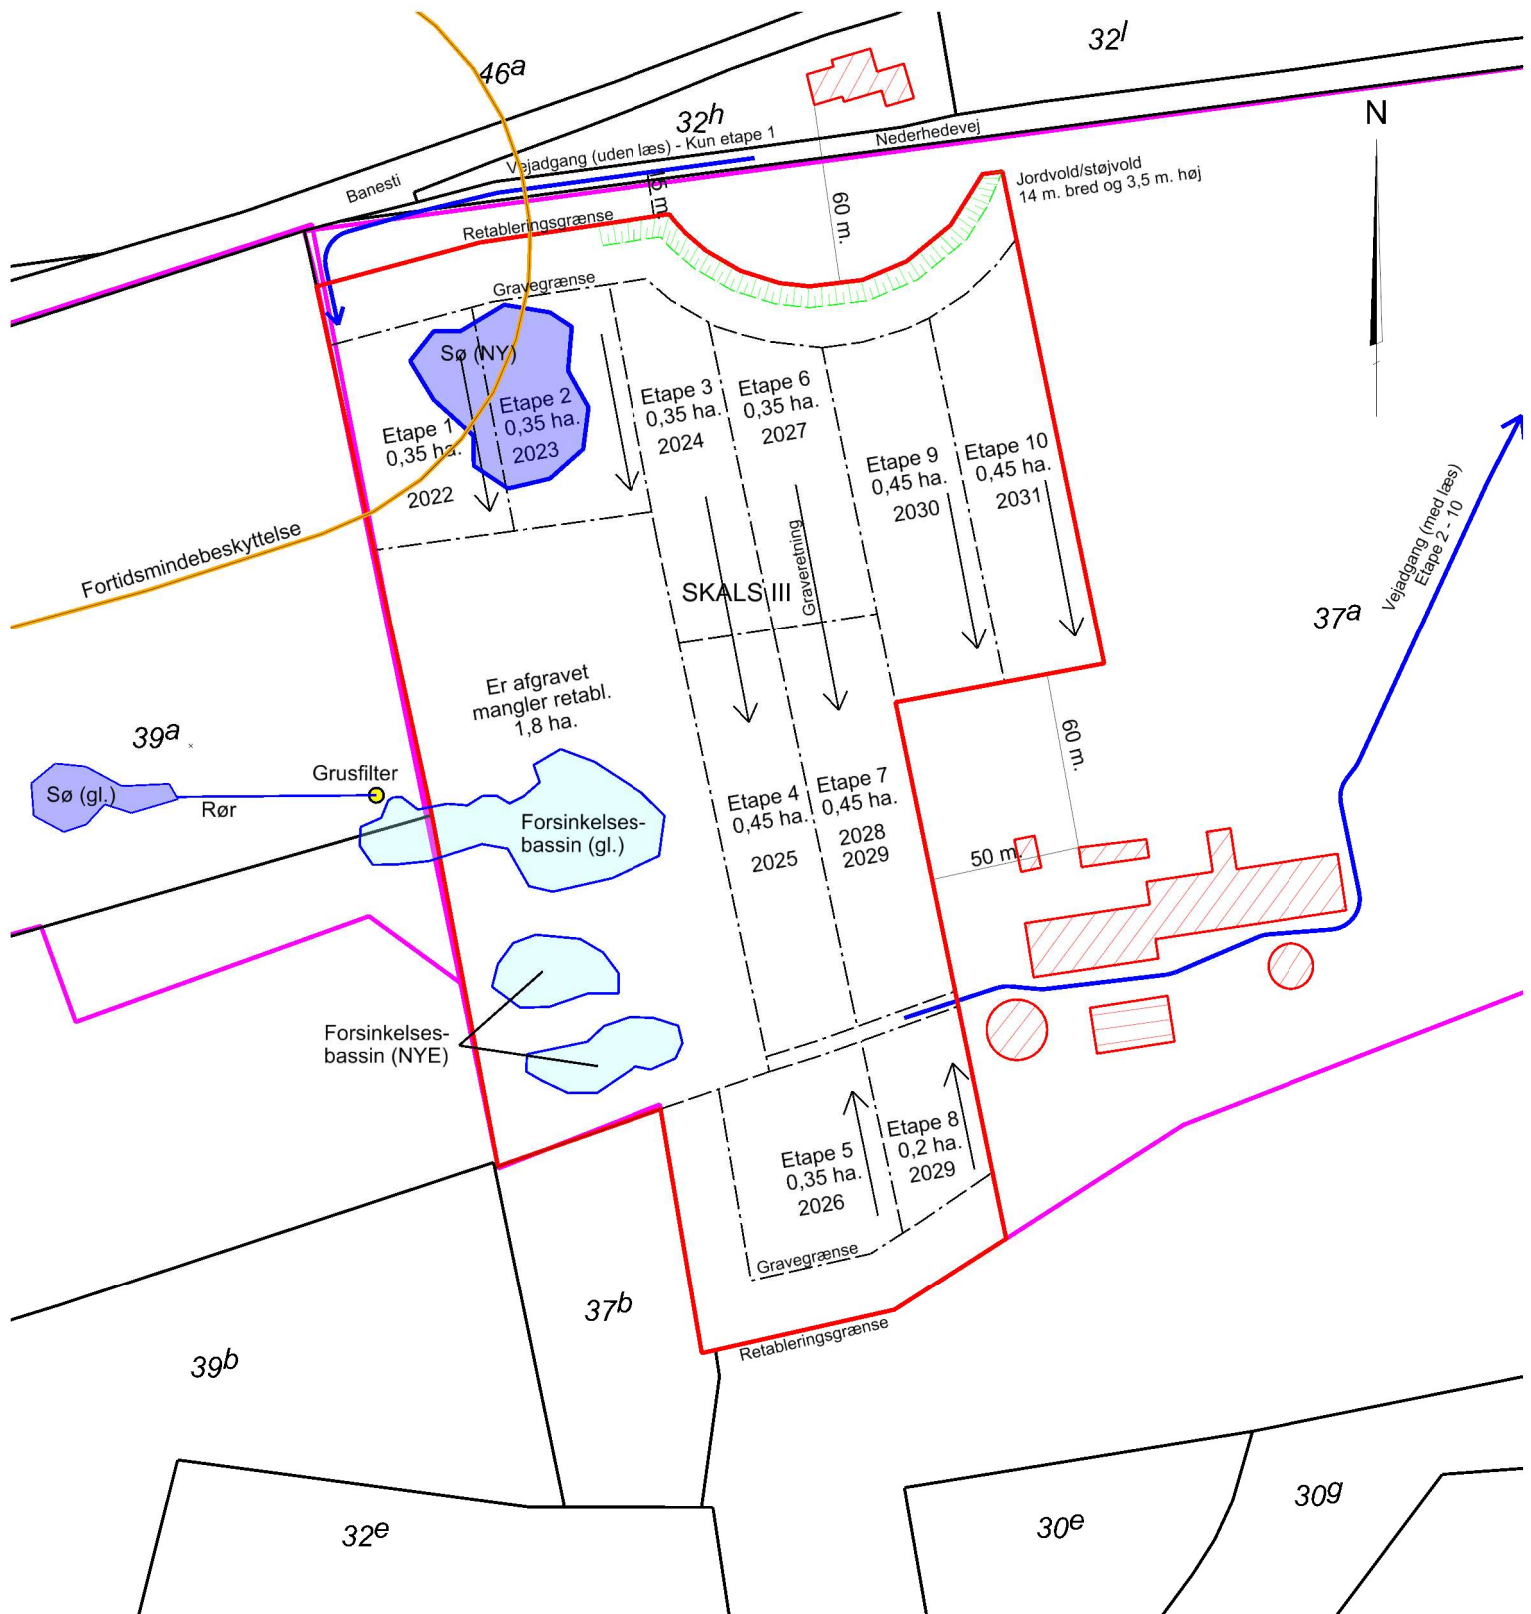 46a
32h
32l
N
Vejadgang (uden læs) - Kun etape 1
Nederhedevej
Banesti
Jordvold/støjvold
14 m. bred og 3,5 m. høj
60 m.
Retableringsgrænse
Gravegrænse
Sø (NY)
Etape 1
0,35 ha.
2022
Etape 2
0,35 ha.
2023
Etape 3
0,35 ha.
2024
Etape 6
0,35 ha.
2027
Etape 9
0,45 ha.
2030
Etape 10
0,45 ha.
2031
Vejadgang (med læs)
Etape 2 - 10
Fortidsmindebeskyttelse
SKALS III
Graveretning
37a
39a
Er afgravet
mangler retabl.
1,8 ha.
60 m.
Sø (gl.)
Rør
Grusfilter
Forsinkelses-
bassin (gl.)
Etape 4
0,45 ha.
2025
Etape 7
0,45 ha.
2028
2029
50 m.
Forsinkelses-
bassin (NYE)
Etape 5
0,35 ha.
2026
Etape 8
0,2 ha.
2029
Gravegrænse
Retableringsgrænse
37b
39b
32e
30e
30g